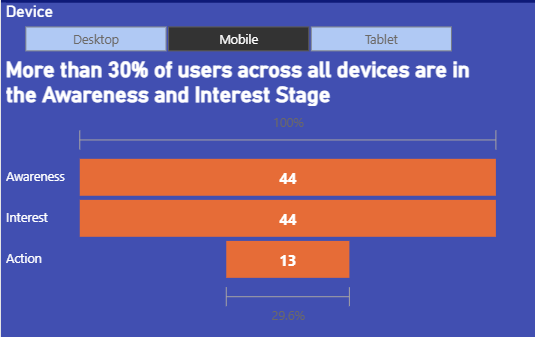 Device
Desktop Mobile Tablet
More than 30% of users across all devices are in
the Awareness and Interest Stage
100%
Awareness 44
Interest 44
Action 13
29.6%